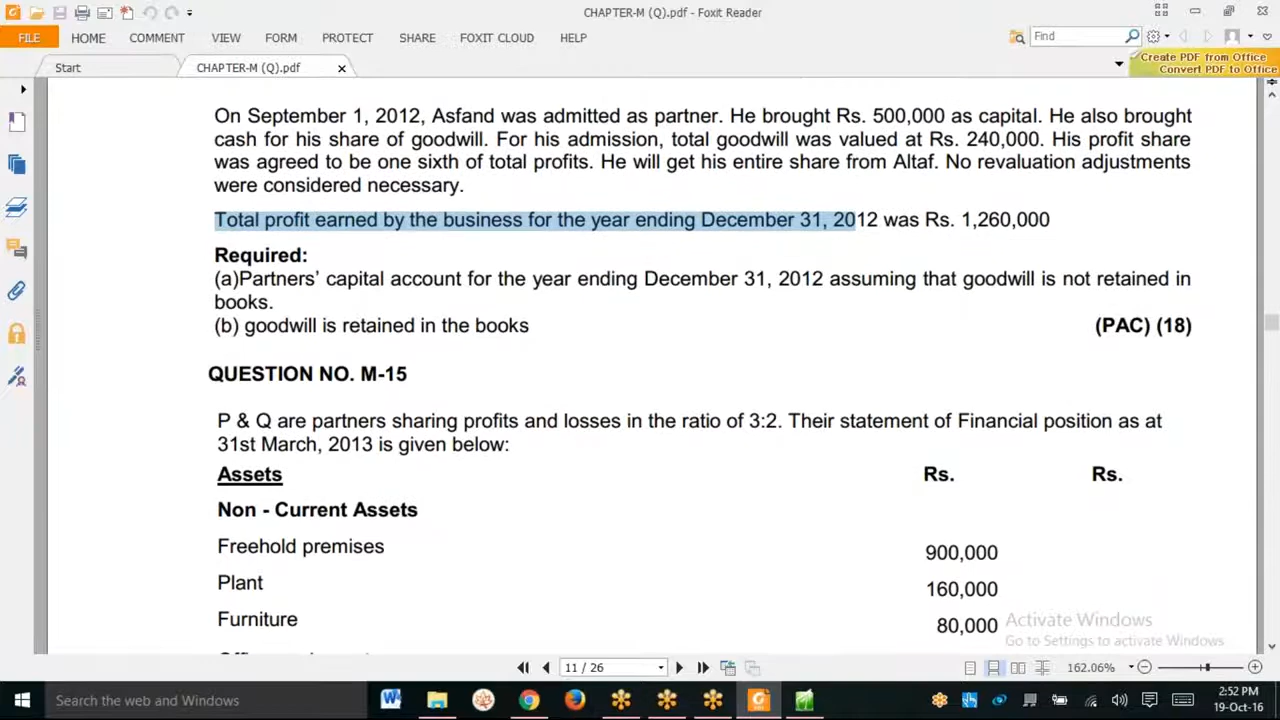 CHAPTER-M (Q).pdf - Foxit Reader
FILE HOME COMMENT VIEW FORM PROTECT SHARE FOXIT CLOUD HELP Find
Create PDF from Office
Convert PDF to Office
Start CHAPTER-M (Q).pdf
On September 1, 2012, Asfand was admitted as partner. He brought Rs. 500,000 as capital. He also brought
cash for his share of goodwill. For his admission, total goodwill was valued at Rs. 240,000. His profit share
was agreed to be one sixth of total profits. He will get his entire share from Altaf. No revaluation adjustments
were considered necessary.
Total profit earned by the business for the year ending December 31, 2012 was Rs. 1,260,000
Required:
(a)Partners' capital account for the year ending December 31, 2012 assuming that goodwill is not retained in
books.
(b) goodwill is retained in the books (PAC) (18)
QUESTION NO. M-15
P & Q are partners sharing profits and losses in the ratio of 3:2. Their statement of Financial position as at
31st March, 2013 is given below:
Assets Rs. Rs.
Non - Current Assets
Freehold premises 900,000
Plant 160,000
Furniture 80,000
Activate Windows
Go to Settings to activate Windows
11 / 26 162.06%
Search the web and Windows
2:52 PM
19-Oct-16